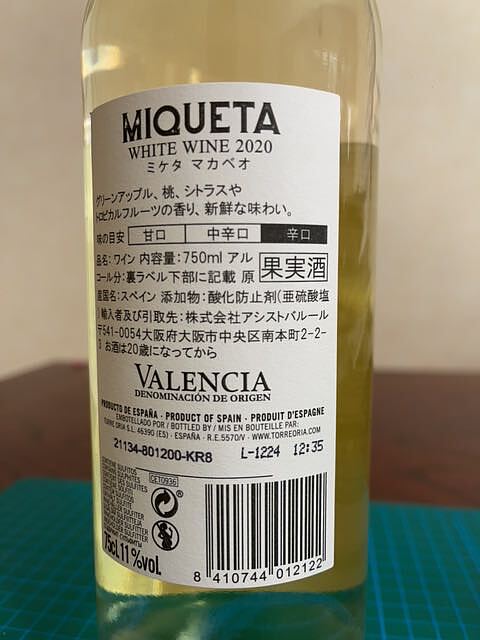 MIQUETA
WHITE WINE 2020
ミケタ マカベオ
グリーンアップル、桃、シトラスや
トロピカルフルーツの香り、新鮮な味わい。
味の目安 甘口 中辛口 辛口
品名：ワイン 内容量：750ml アル
コール分：裏ラベル下部に記載 原 果実酒
産国名：スペイン 添加物：酸化防止剤(亜硫酸塩
) 輸入者及び引取先：株式会社アシストバルール
〒541-0054大阪府大阪市中央区南本町2-2-
3 お酒は20歳になってから
VALENCIA
DENOMINACIÓN DE ORIGEN
PRODUCTO DE ESPAÑA · PRODUCT OF SPAIN · PRODUIT D'ESPAGNE
EMBOTELLADO POR / BOTTLED BY / MIS EN BOUTEILLE PAR:
TORRE ORIA S.L. 46390 (ES) · ESPAÑA · R.E.5570/V · WWW.TORREORIA.COM
21134-801200-KR8 L-1224 12:35
CET0936
75cl. 11%vol.
8 410744 012122